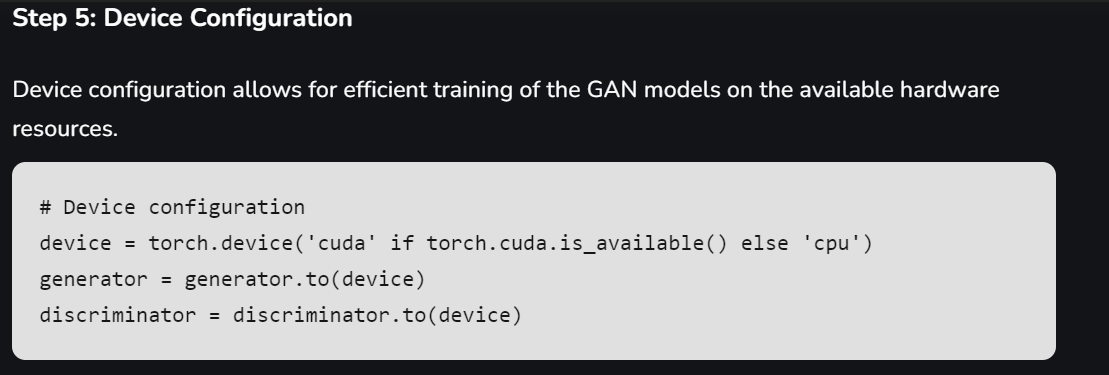 Step 5: Device Configuration
Device configuration allows for efficient training of the GAN models on the available hardware
resources.
# Device configuration
device = torch.device('cuda' if torch.cuda.is_available() else 'cpu')
generator = generator.to(device)
discriminator = discriminator.to(device)